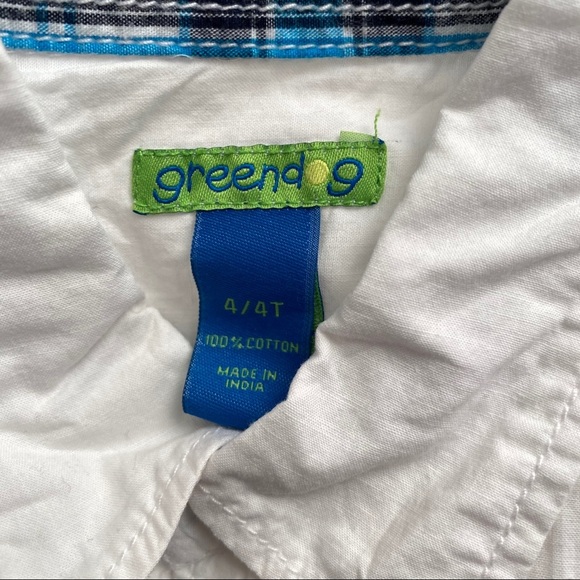 greendog
4/4T
100% COTTON
MADE IN
INDIA